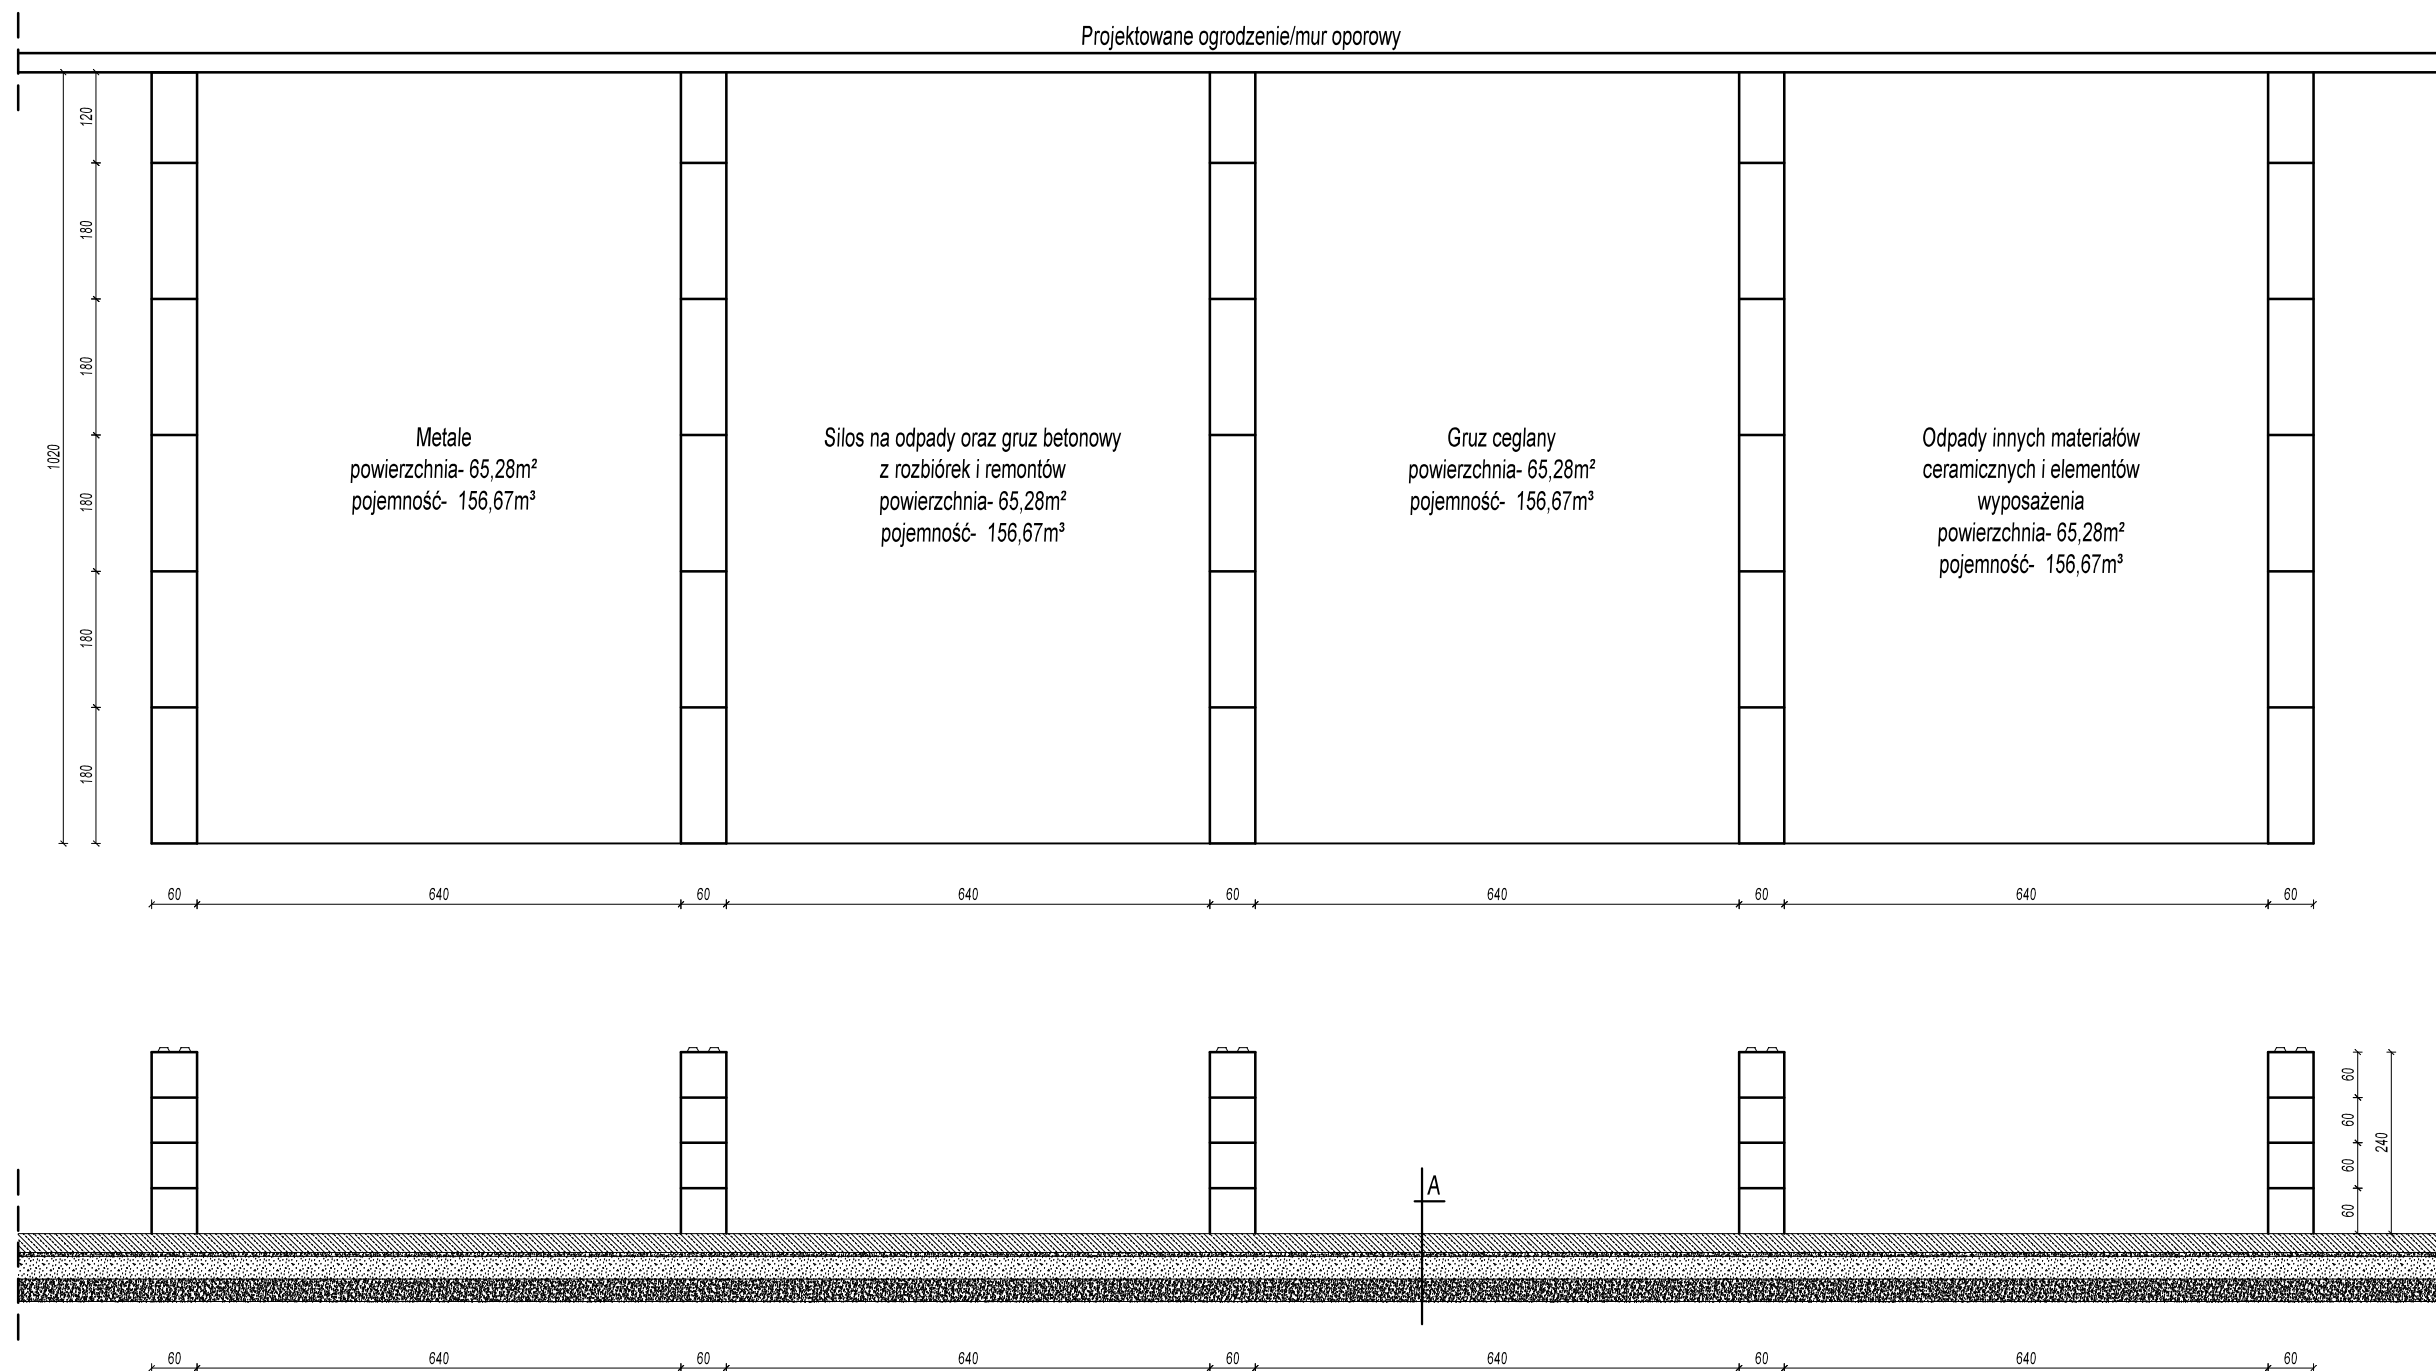 Projektowane ogrodzenie/mur oporowy
120
180
180
180
180
180
1020
Metale
powierzchnia- 65,28m²
pojemność-  156,67m³
Silos na odpady oraz gruz betonowy
z rozbiórek i remontów
powierzchnia- 65,28m²
pojemność-  156,67m³
Gruz ceglany
powierzchnia- 65,28m²
pojemność-  156,67m³
Odpady innych materiałów
ceramicznych i elementów
wyposażenia
powierzchnia- 65,28m²
pojemność-  156,67m³
60 640 60 640 60 640 60 640 60
60
60
60
60
240
A
60 640 60 640 60 640 60 640 60